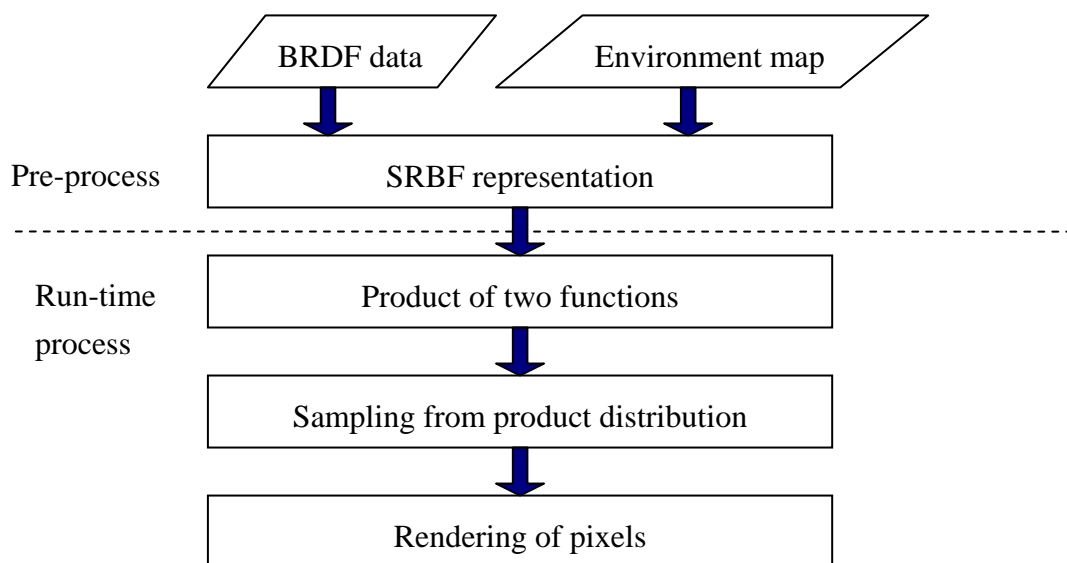 BRDF data
Environment map
Pre-process
SRBF representation
Run-time
process
Product of two functions
Sampling from product distribution
Rendering of pixels